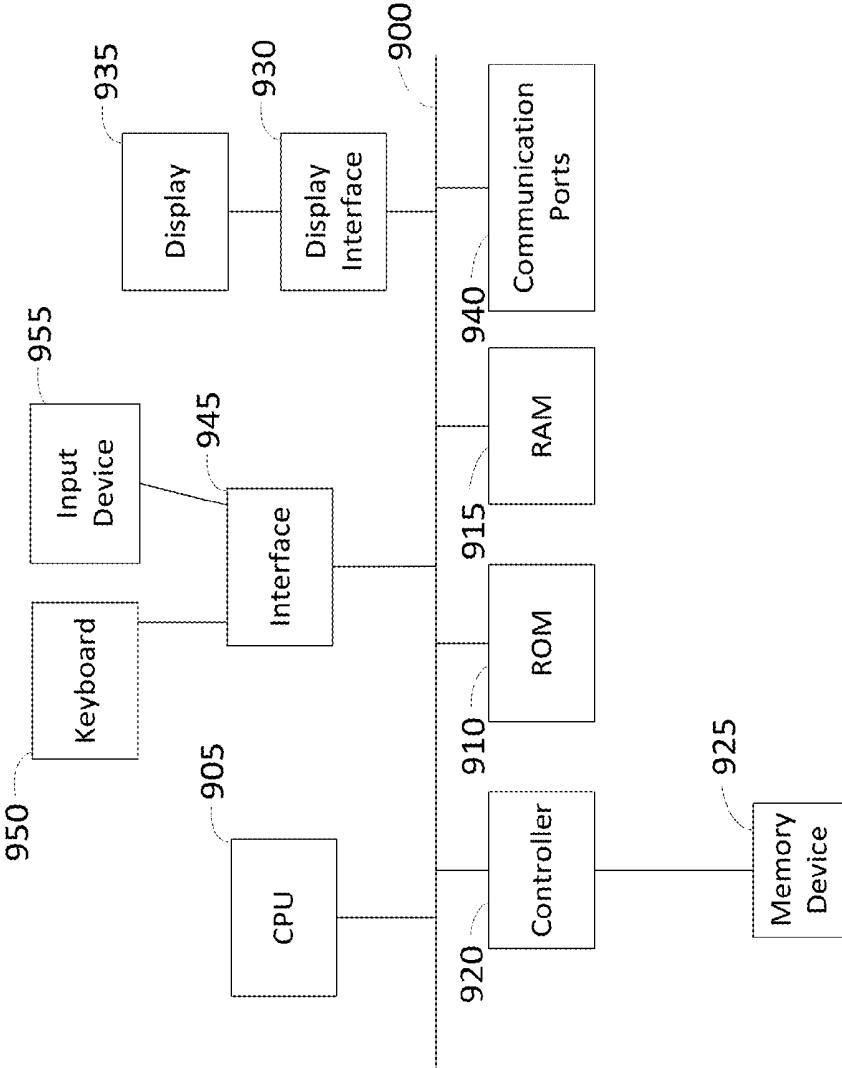 950
Keyboard
955
Input
Device
935
Display
905
CPU
945
Interface
930
Display
Interface
900
920
Controller
910
ROM
915
RAM
940
Communication
Ports
925
Memory
Device